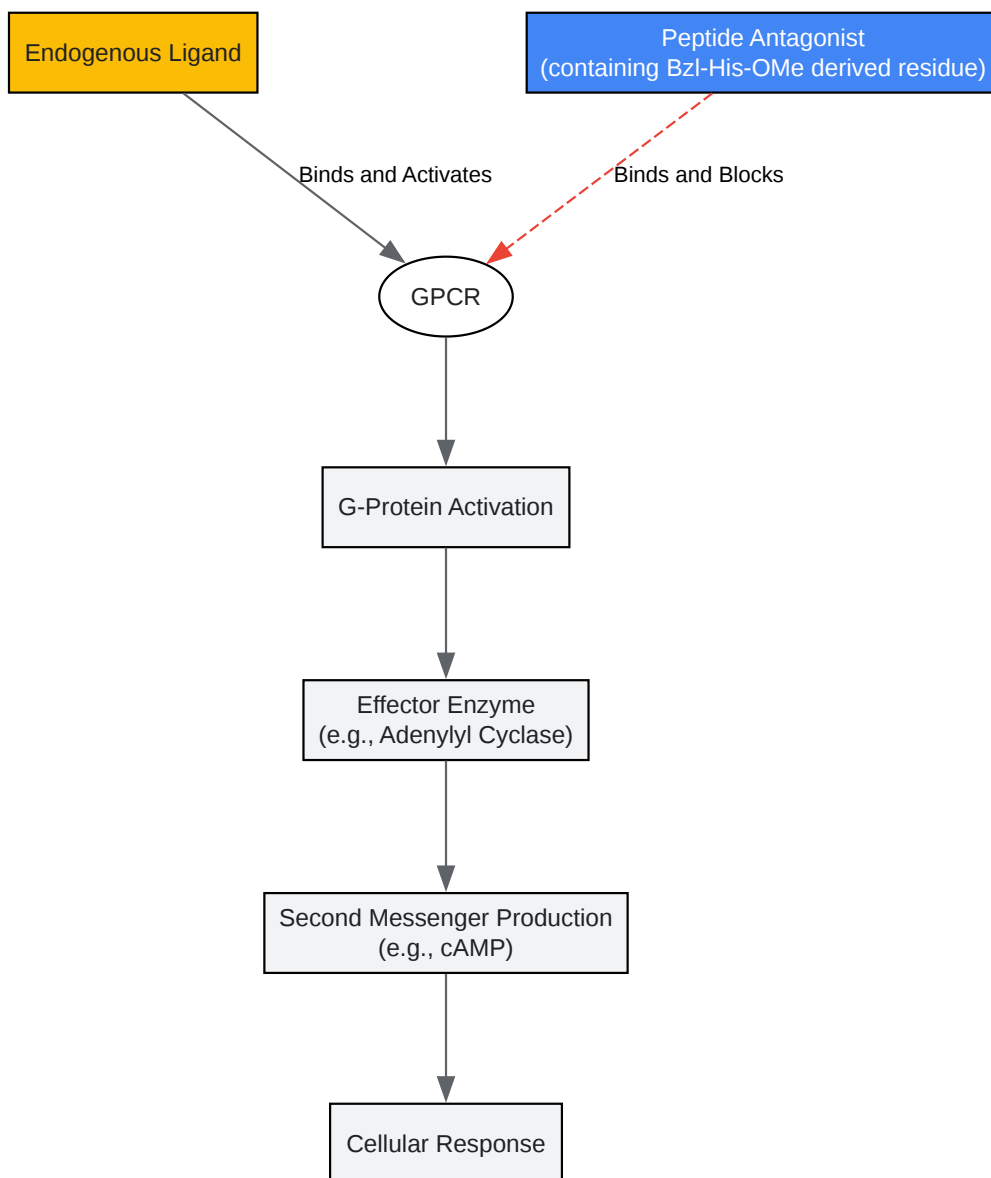 Endogenous Ligand
Peptide Antagonist
(containing Bzl-His-OMe derived residue)
Binds and Activates
Binds and Blocks
GPCR
G-Protein Activation
Effector Enzyme
(e.g., Adenylyl Cyclase)
Second Messenger Production
(e.g., cAMP)
Cellular Response